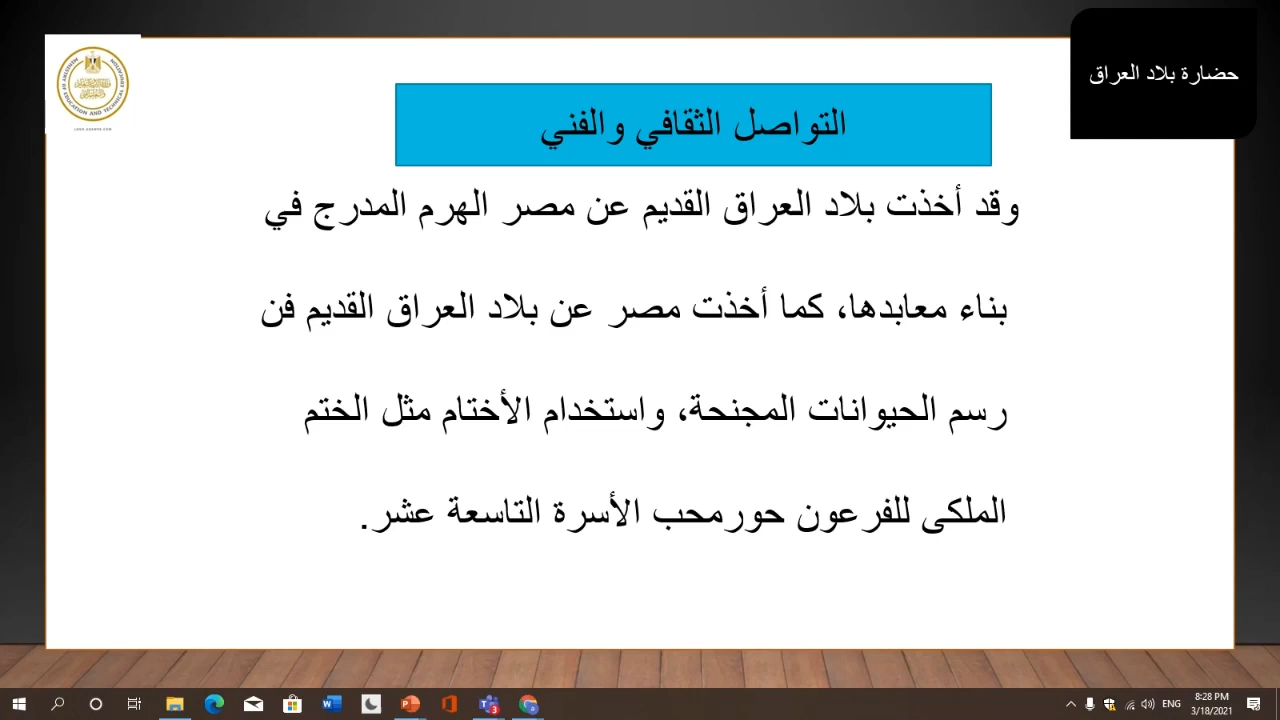 حضارة بلاد العراق
التواصل الثقافي والفني
وقد أخذت بلاد العراق القديم عن مصر الهرم المدرج في
بناء معابدها، كما أخذت مصر عن بلاد العراق القديم فن
رسم الحيوانات المجنحة، واستخدام الأختام مثل الختم
الملكى للفرعون حورمحب الأسرة التاسعة عشر.
ENG
8:28 PM
3/18/2021